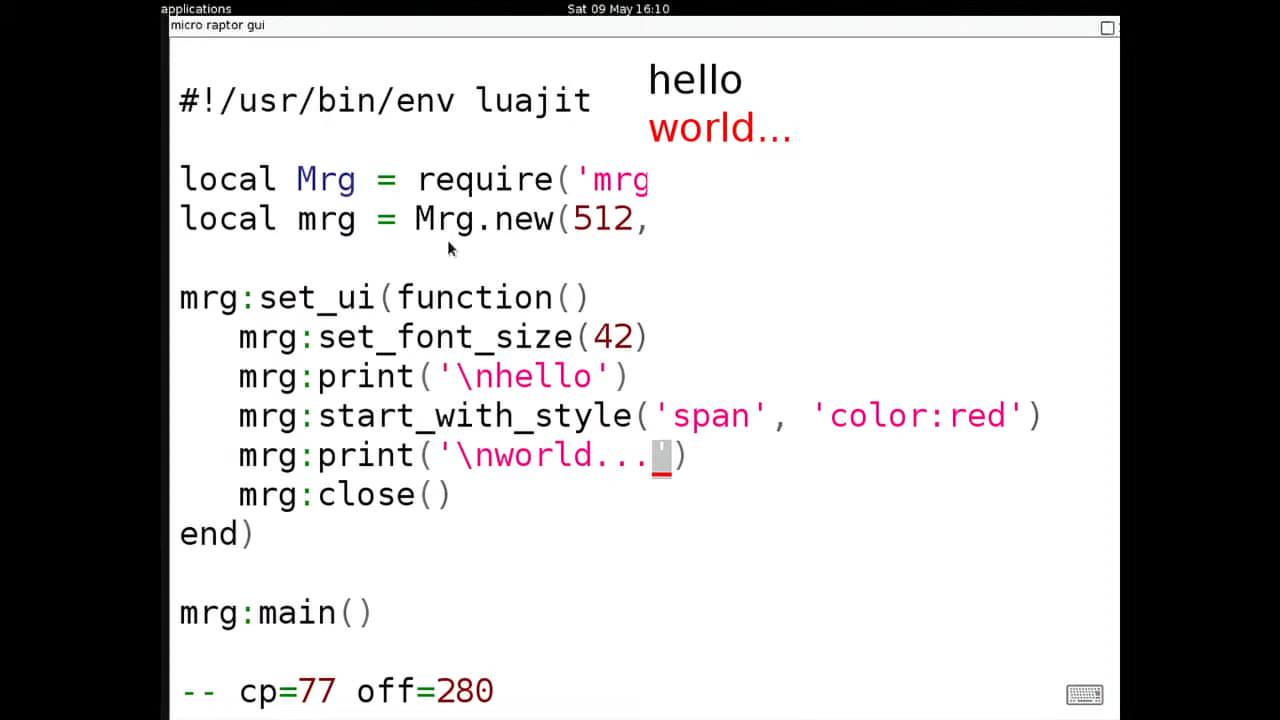 applications
Sat 09 May 16:10
micro raptor gui
hello
world...
#!/usr/bin/env luajit
local Mrg = require('mrg
local mrg = Mrg.new(512,
mrg:set_ui(function()
   mrg:set_font_size(42)
   mrg:print('\nhello')
   mrg:start_with_style('span', 'color:red')
   mrg:print('\nworld...')
   mrg:close()
end)
mrg:main()
-- cp=77 off=280